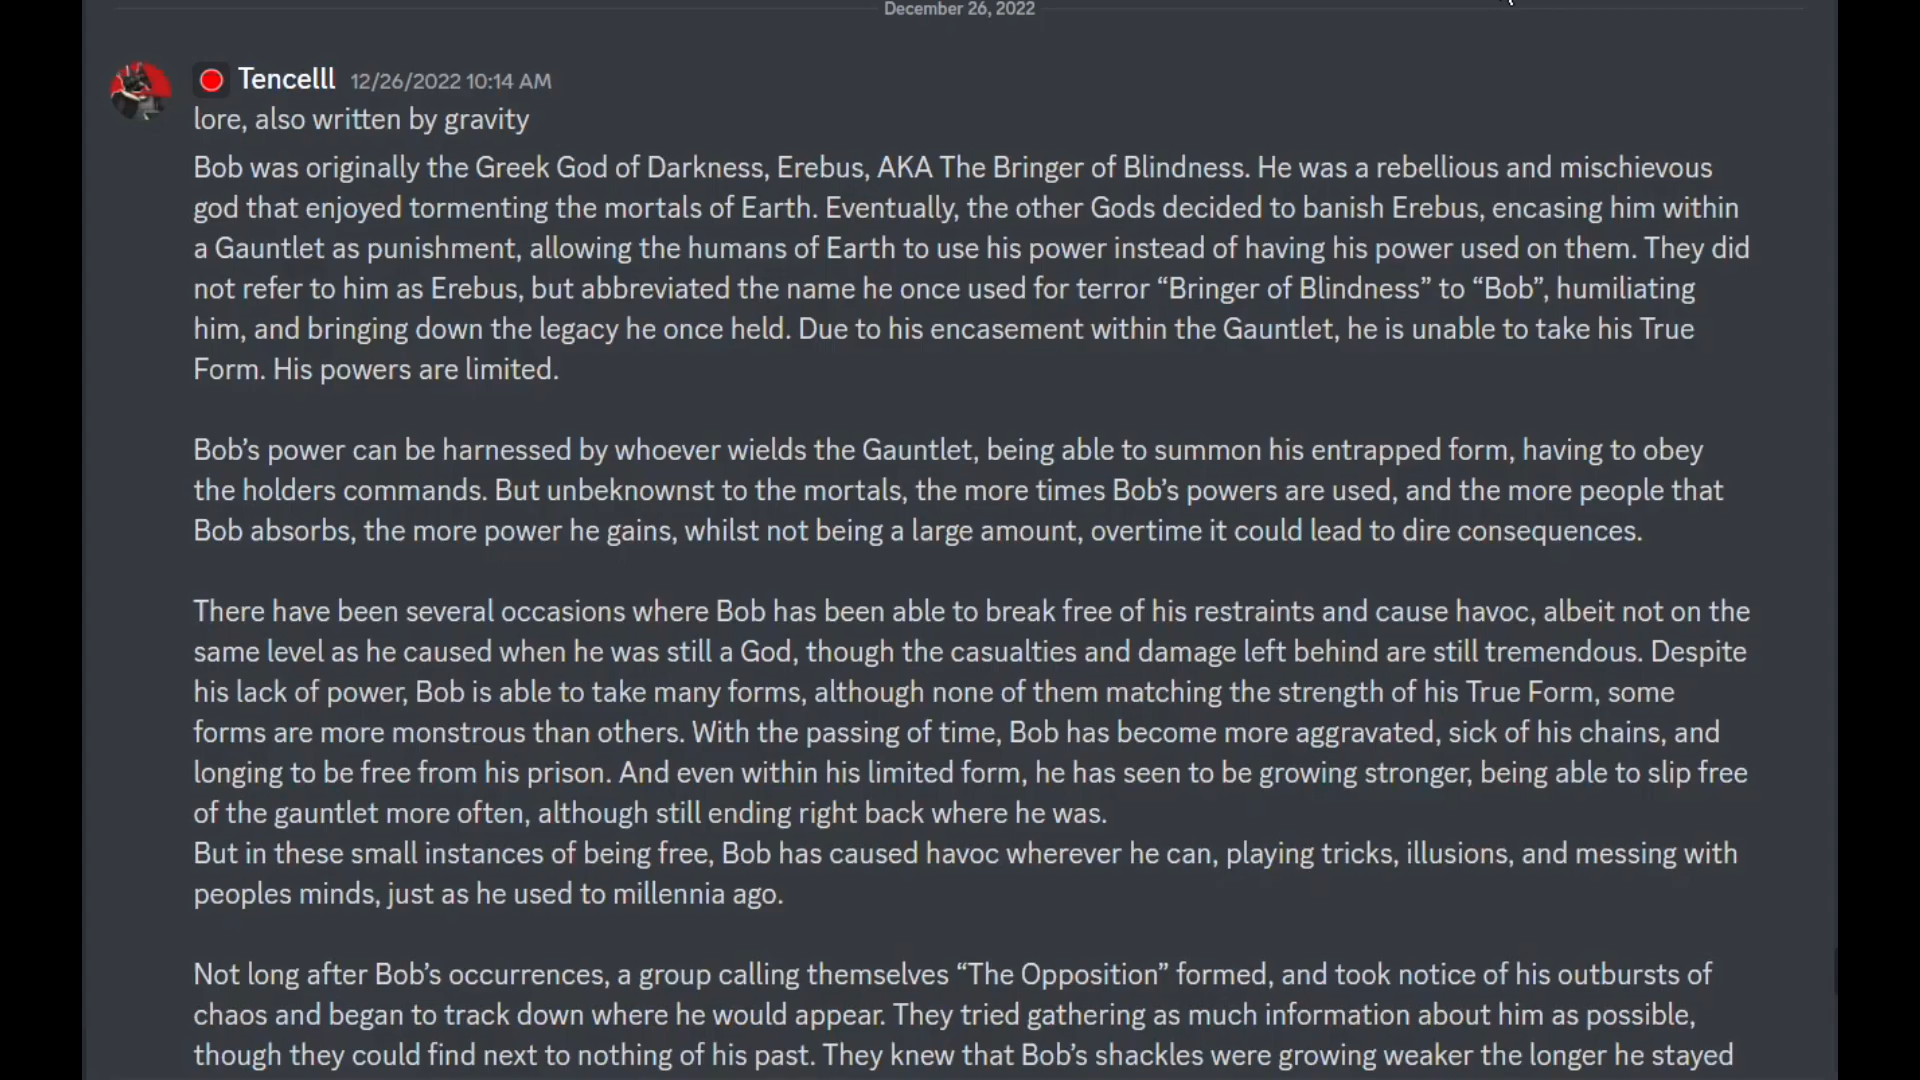 December 26, 2022
Tencelll 12/26/2022 10:14 AM
lore, also written by gravity
Bob was originally the Greek God of Darkness, Erebus, AKA The Bringer of Blindness. He was a rebellious and mischievous
god that enjoyed tormenting the mortals of Earth. Eventually, the other Gods decided to banish Erebus, encasing him within
a Gauntlet as punishment, allowing the humans of Earth to use his power instead of having his power used on them. They did
not refer to him as Erebus, but abbreviated the name he once used for terror “Bringer of Blindness” to “Bob”, humiliating
him, and bringing down the legacy he once held. Due to his encasement within the Gauntlet, he is unable to take his True
Form. His powers are limited.
Bob’s power can be harnessed by whoever wields the Gauntlet, being able to summon his entrapped form, having to obey
the holders commands. But unbeknownst to the mortals, the more times Bob’s powers are used, and the more people that
Bob absorbs, the more power he gains, whilst not being a large amount, overtime it could lead to dire consequences.
There have been several occasions where Bob has been able to break free of his restraints and cause havoc, albeit not on the
same level as he caused when he was still a God, though the casualties and damage left behind are still tremendous. Despite
his lack of power, Bob is able to take many forms, although none of them matching the strength of his True Form, some
forms are more monstrous than others. With the passing of time, Bob has become more aggravated, sick of his chains, and
longing to be free from his prison. And even within his limited form, he has seen to be growing stronger, being able to slip free
of the gauntlet more often, although still ending right back where he was.
But in these small instances of being free, Bob has caused havoc wherever he can, playing tricks, illusions, and messing with
peoples minds, just as he used to millennia ago.
Not long after Bob’s occurrences, a group calling themselves “The Opposition” formed, and took notice of his outbursts of
chaos and began to track down where he would appear. They tried gathering as much information about him as possible,
though they could find next to nothing of his past. They knew that Bob’s shackles were growing weaker the longer he stayed